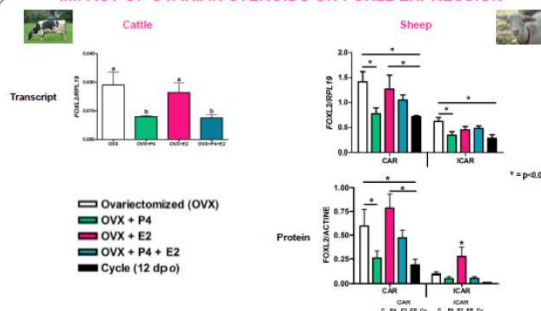 IMPACT OF OVARIAN STEROIDS ON FOXL2 EXPRESSION
Cattle
Sheep
Transcript
FOXL2/RPL19
a
b
a
b
OVX
OVX+P4
OVX+E2
OVX+P4+E2
FOXL2/RPL19
2.0
1.5
1.0
0.5
0.0
*
*
*
*
*
CAR
ICAR
* = p<0.0
Ovariectomized (OVX)
OVX + P4
OVX + E2
OVX + P4 + E2
Cycle (12 dpo)
Protein
FOXL2/ACTINE
1.00
0.75
0.50
0.25
0.00
*
*
*
*
CAR
ICAR
CAR
ICAR